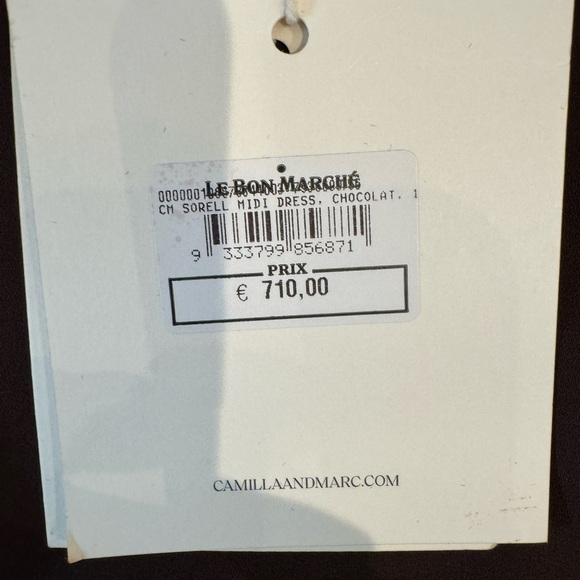 LE BON MARCHÉ
CM SORELL MIDI DRESS, CHOCOLAT. 1
9 333799 856871
PRIX
€ 710,00
CAMILLAANDMARC.COM